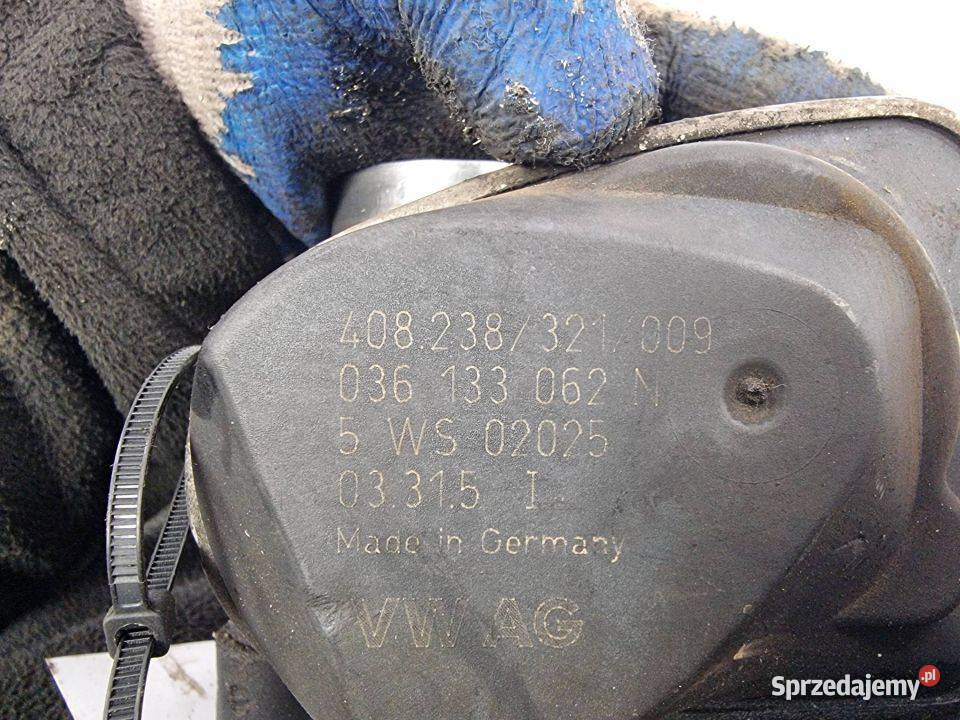 408.238/321/009
036 133 062 N
5 WS 02025
03.31.5 I
Made in Germany
VW AG
Sprzedajemy.pl